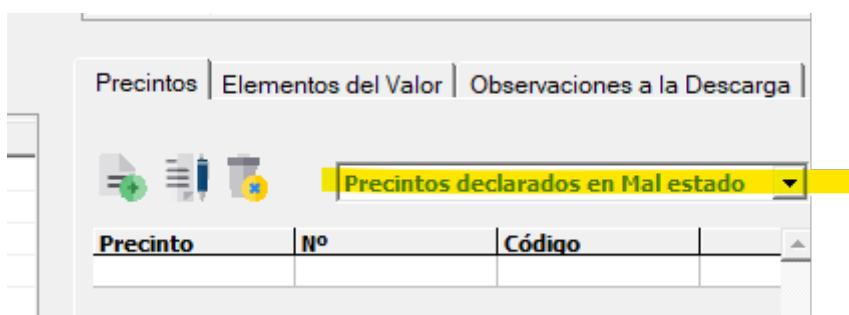 Precintos Elementos del Valor Observaciones a la Descarga
Precintos declarados en Mal estado
Precinto Nº Código